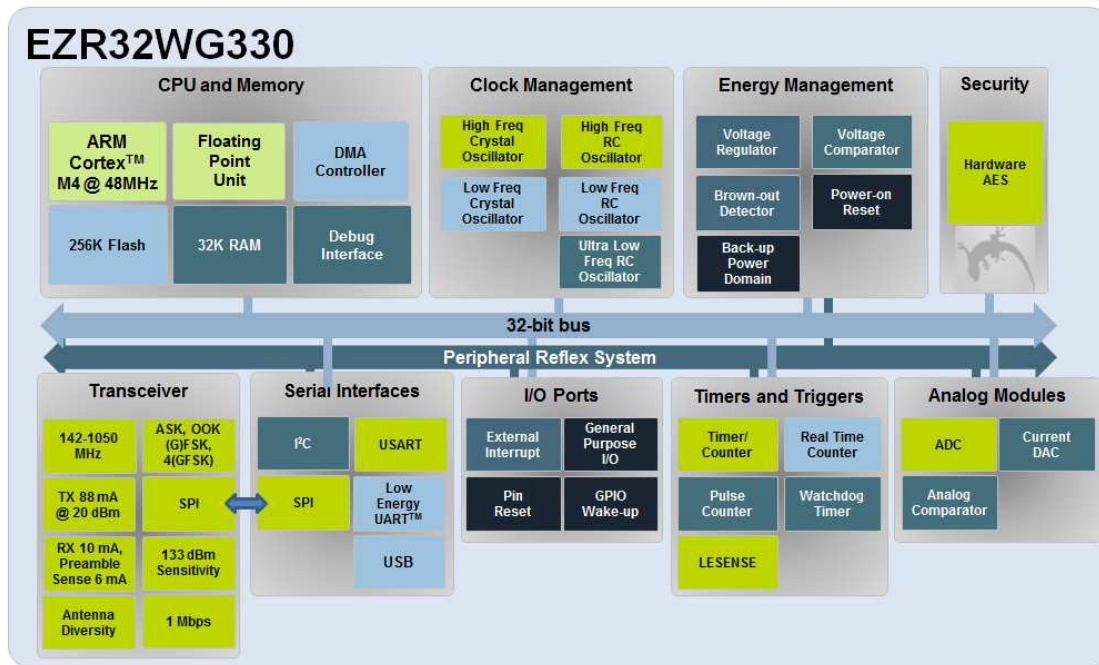 EZR32WG330
CPU and Memory
ARM
Cortex™
M4 @ 48MHz
Floating
Point
Unit
DMA
Controller
256K Flash
32K RAM
Debug
Interface
Clock Management
High Freq
Crystal
Oscillator
High Freq
RC
Oscillator
Low Freq
Crystal
Oscillator
Low Freq
RC
Oscillator
Ultra Low
Freq RC
Oscillator
Energy Management
Voltage
Regulator
Voltage
Comparator
Brown-out
Detector
Power-on
Reset
Back-up
Power
Domain
Security
Hardware
AES
32-bit bus
Peripheral Reflex System
Transceiver
142-1050
MHz
ASK, OOK
(G)FSK,
4(GFSK)
TX 88 mA
@ 20 dBm
SPI
RX 10 mA,
Preamble
Sense 6 mA
133 dBm
Sensitivity
Antenna
Diversity
1 Mbps
Serial Interfaces
I²C
USART
SPI
Low
Energy
UART™
USB
I/O Ports
External
Interrupt
General
Purpose
I/O
Pin
Reset
GPIO
Wake-up
Timers and Triggers
Timer/
Counter
Real Time
Counter
Pulse
Counter
Watchdog
Timer
LESENSE
Analog Modules
ADC
Current
DAC
Analog
Comparator